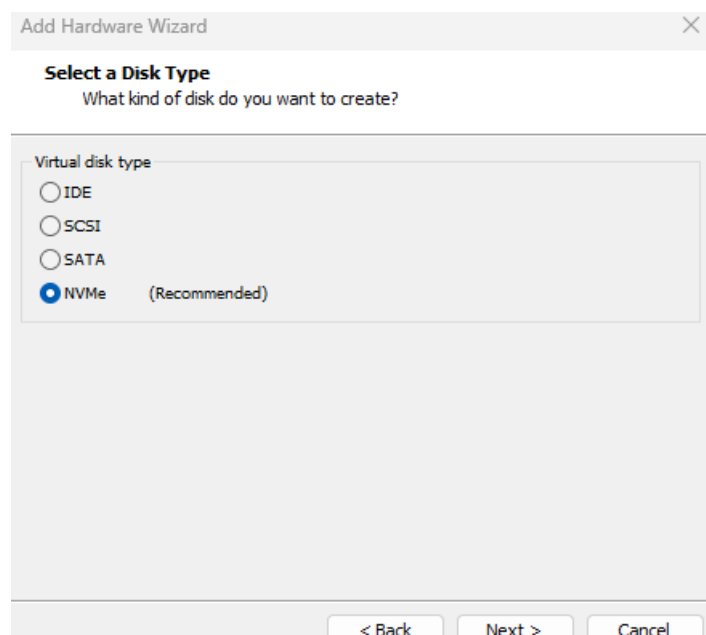 Add Hardware Wizard
Select a Disk Type
What kind of disk do you want to create?
Virtual disk type
IDE
SCSI
SATA
NVMe (Recommended)
< Back Next > Cancel